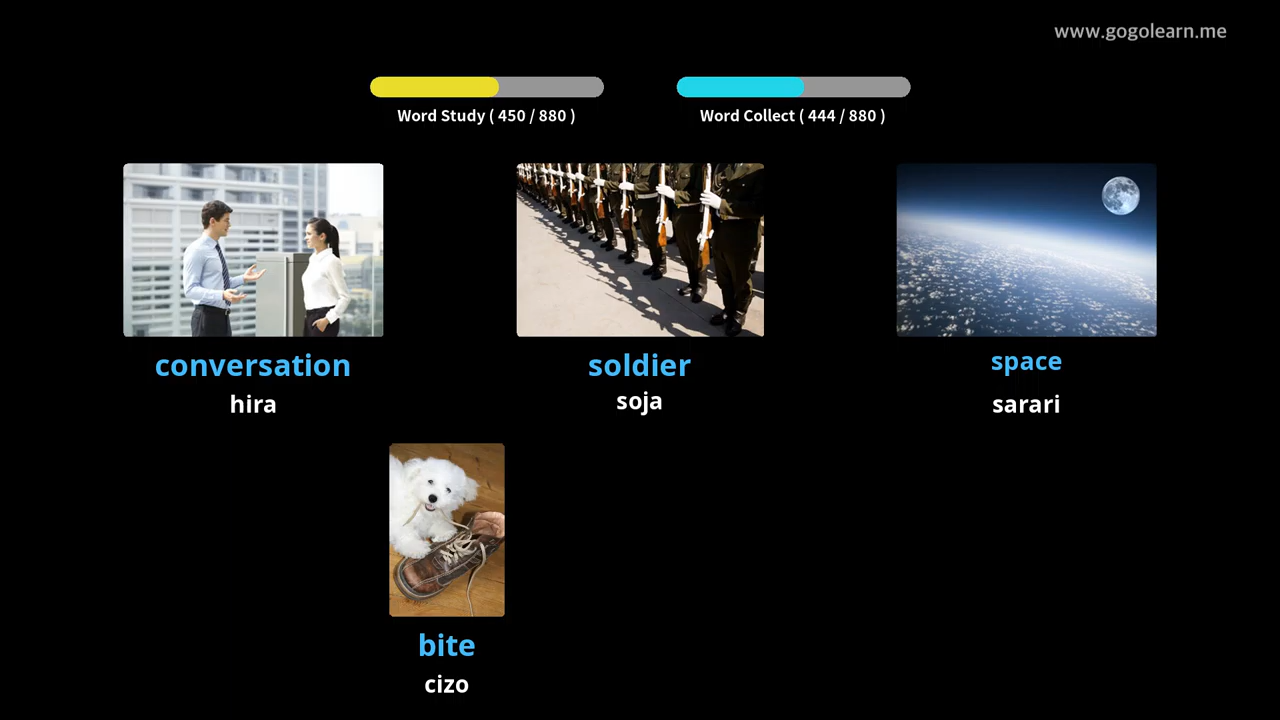 www.gogolearn.me
Word Study ( 450 / 880 )
Word Collect ( 444 / 880 )
conversation
hira
soldier
soja
space
sarari
bite
cizo